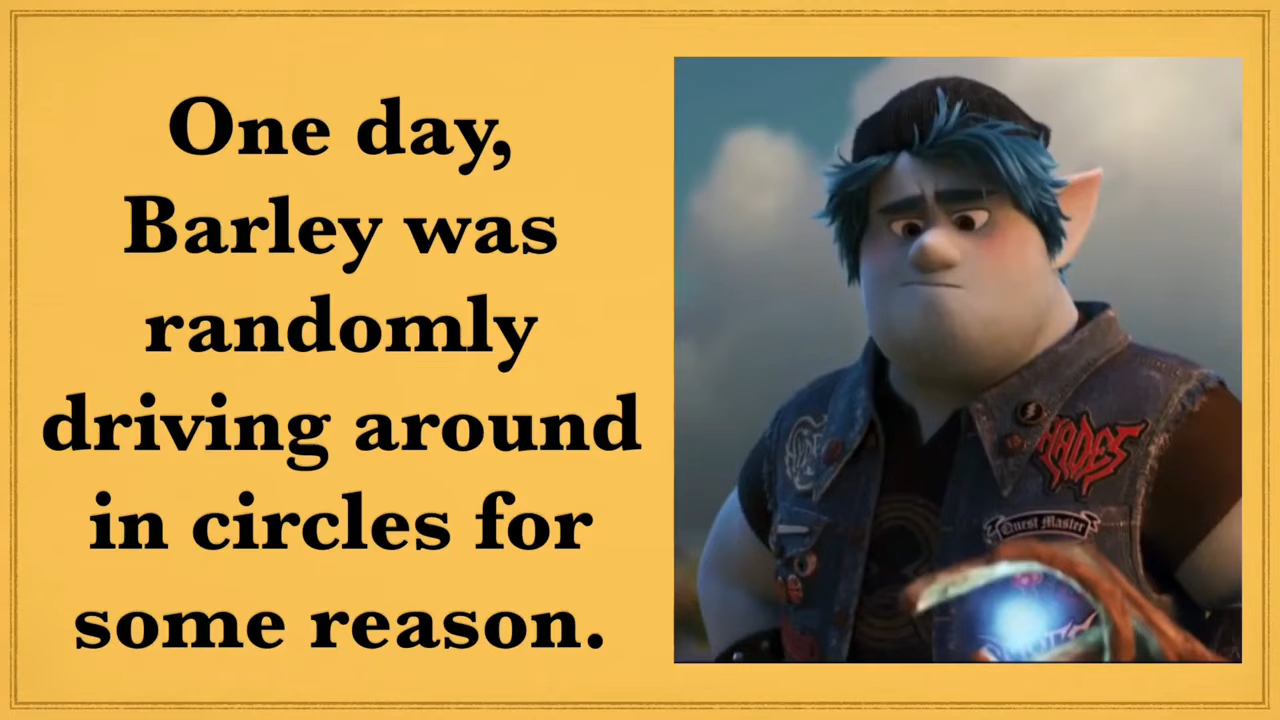 One day,
Barley was
randomly
driving around
in circles for
some reason.
HADES
Quest Master